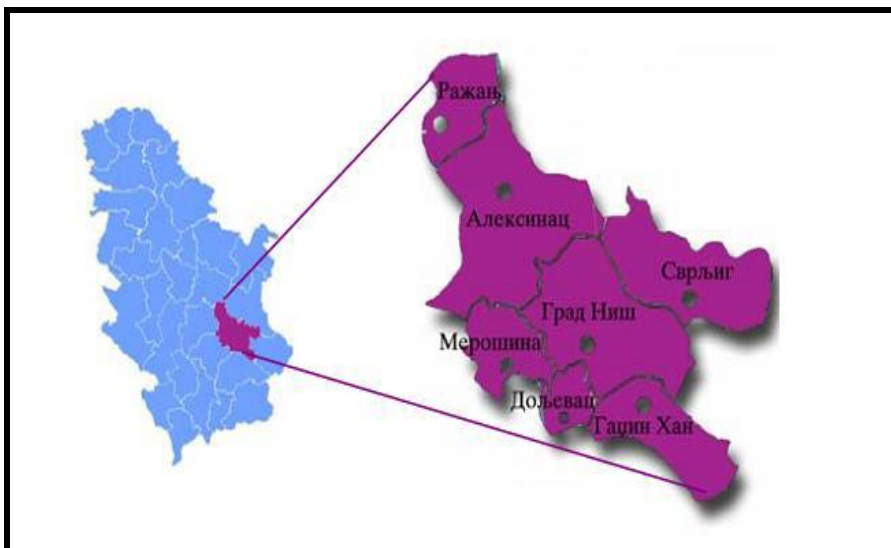 Ражањ
Алексинац
Сврљиг
Град Ниш
Мерошина
Дољевац
Гаџин Хан